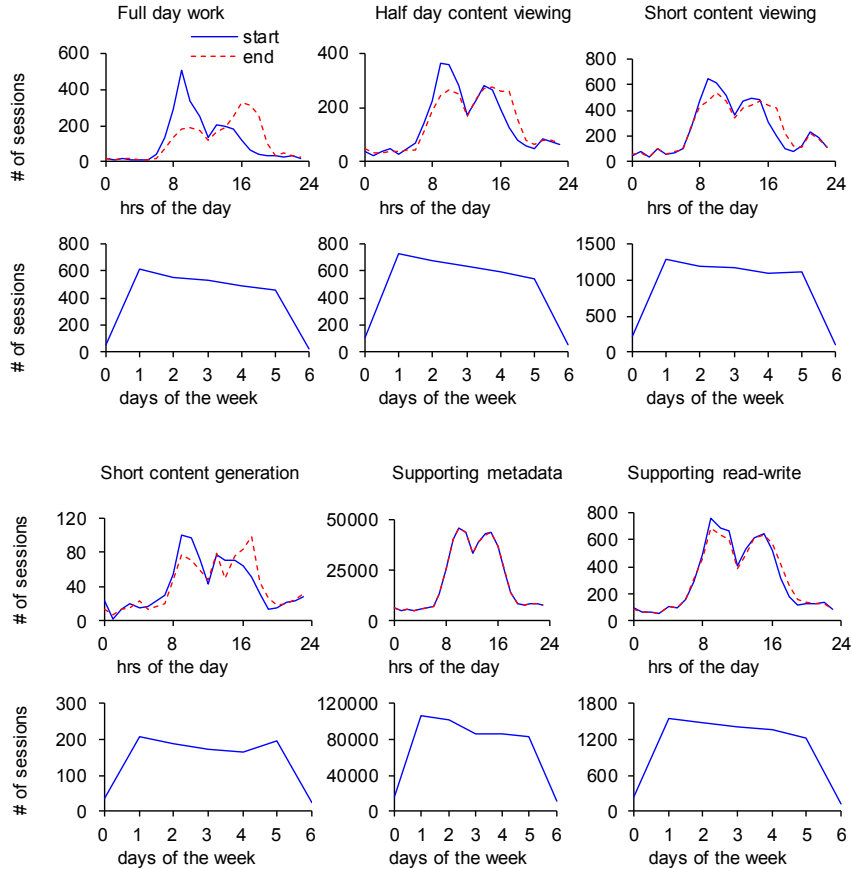 Full day work Half day content viewing Short content viewing
start
end
# of sessions
600
400
200
0
0 8 16 24
hrs of the day
400
200
0
0 8 16 24
hrs of the day
800
600
400
200
0
0 8 16 24
hrs of the day
# of sessions
800
600
400
200
0
0 1 2 3 4 5 6
days of the week
800
600
400
200
0
0 1 2 3 4 5 6
days of the week
1500
1000
500
0
0 1 2 3 4 5 6
days of the week
Short content generation Supporting metadata Supporting read-write
# of sessions
120
80
40
0
0 8 16 24
hrs of the day
50000
25000
0
0 8 16 24
hrs of the day
800
600
400
200
0
0 8 16 24
hrs of the day
# of sessions
300
200
100
0
0 1 2 3 4 5 6
days of the week
120000
80000
40000
0
0 1 2 3 4 5 6
days of the week
1800
1200
600
0
0 1 2 3 4 5 6
days of the week